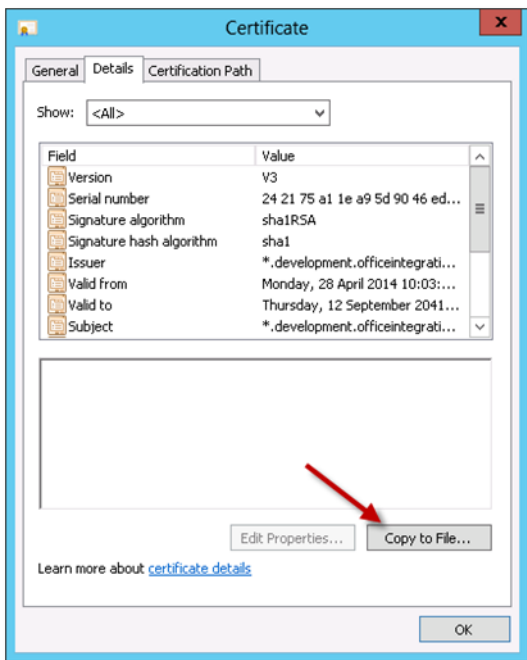 Certificate
x
General Details Certification Path
Show: <All>
Field Value
Version V3
Serial number 24 21 75 a1 1e a9 5d 90 46 ed...
Signature algorithm sha1RSA
Signature hash algorithm sha1
Issuer *.development.officeintegrati...
Valid from Monday, 28 April 2014 10:03:...
Valid to Thursday, 12 September 2041...
Subject *.development.officeintegrati...
Edit Properties... Copy to File...
Learn more about certificate details
OK